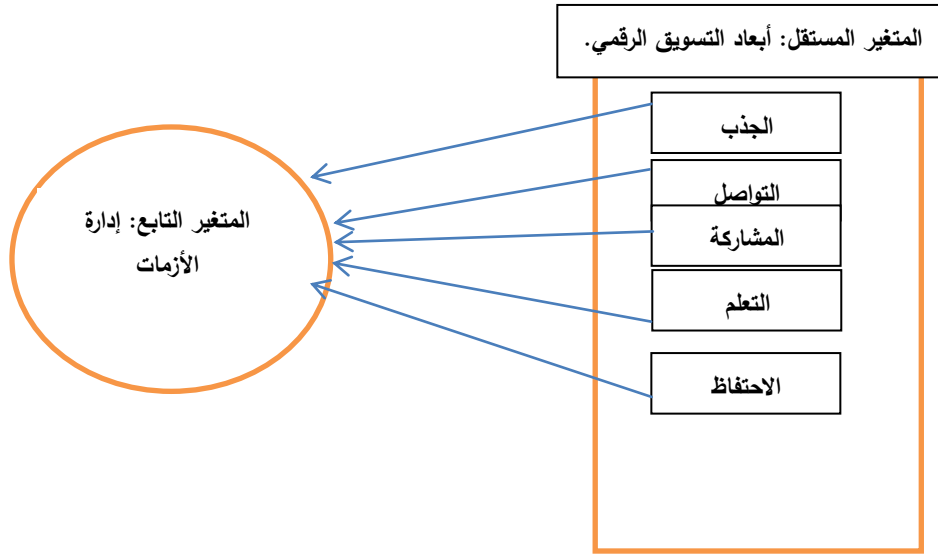 المتغير المستقل: أبعاد التسويق الرقمي.
الجذب
التواصل
المشاركة
التعلم
الاحتفاظ
المتغير التابع: إدارة
الأزمات